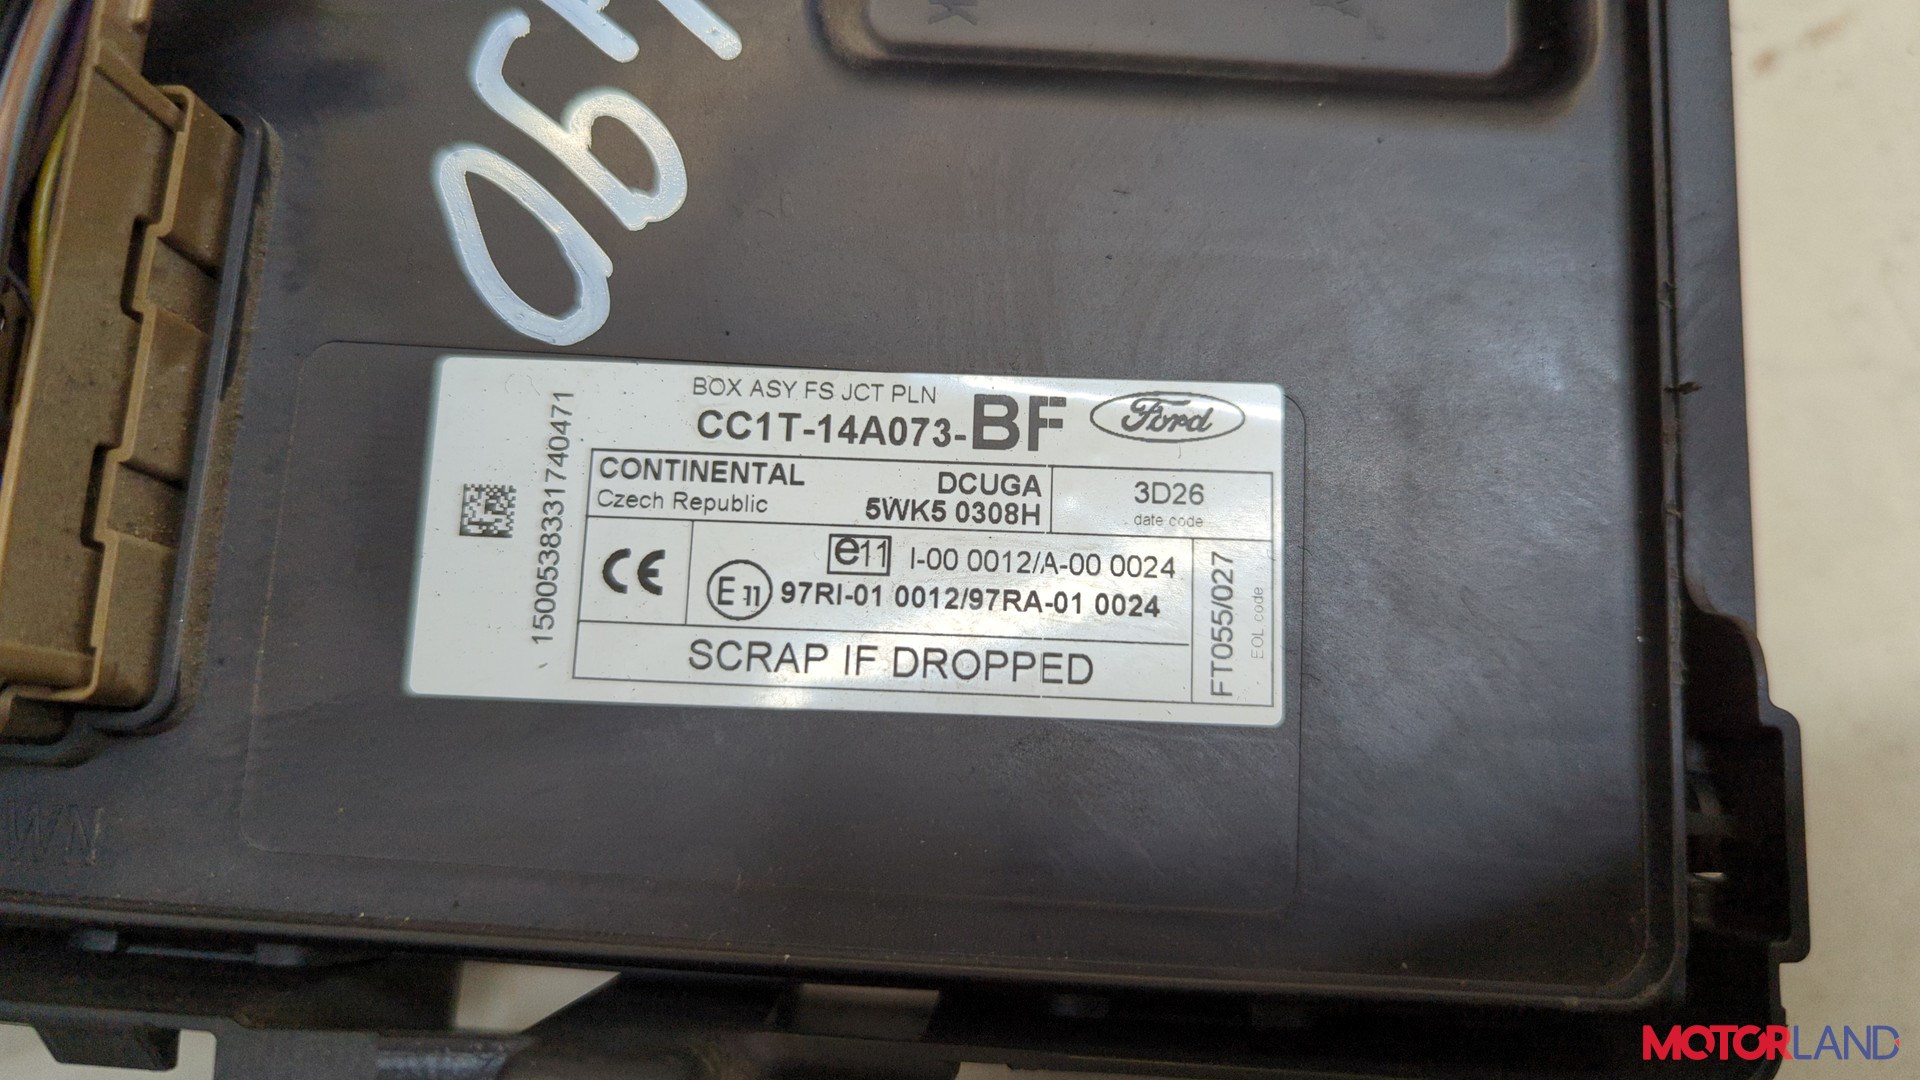 BOX ASY FS JCT PLN
CC1T-14A073-BF
Ford
1500538331740471
CONTINENTAL
Czech Republic
DCUGA
5WK5 0308H
3D26
date code
CE
e11 I-00 0012/A-00 0024
E11 97RI-01 0012/97RA-01 0024
SCRAP IF DROPPED
FT055/027
EOL code
WN
MOTORLAND